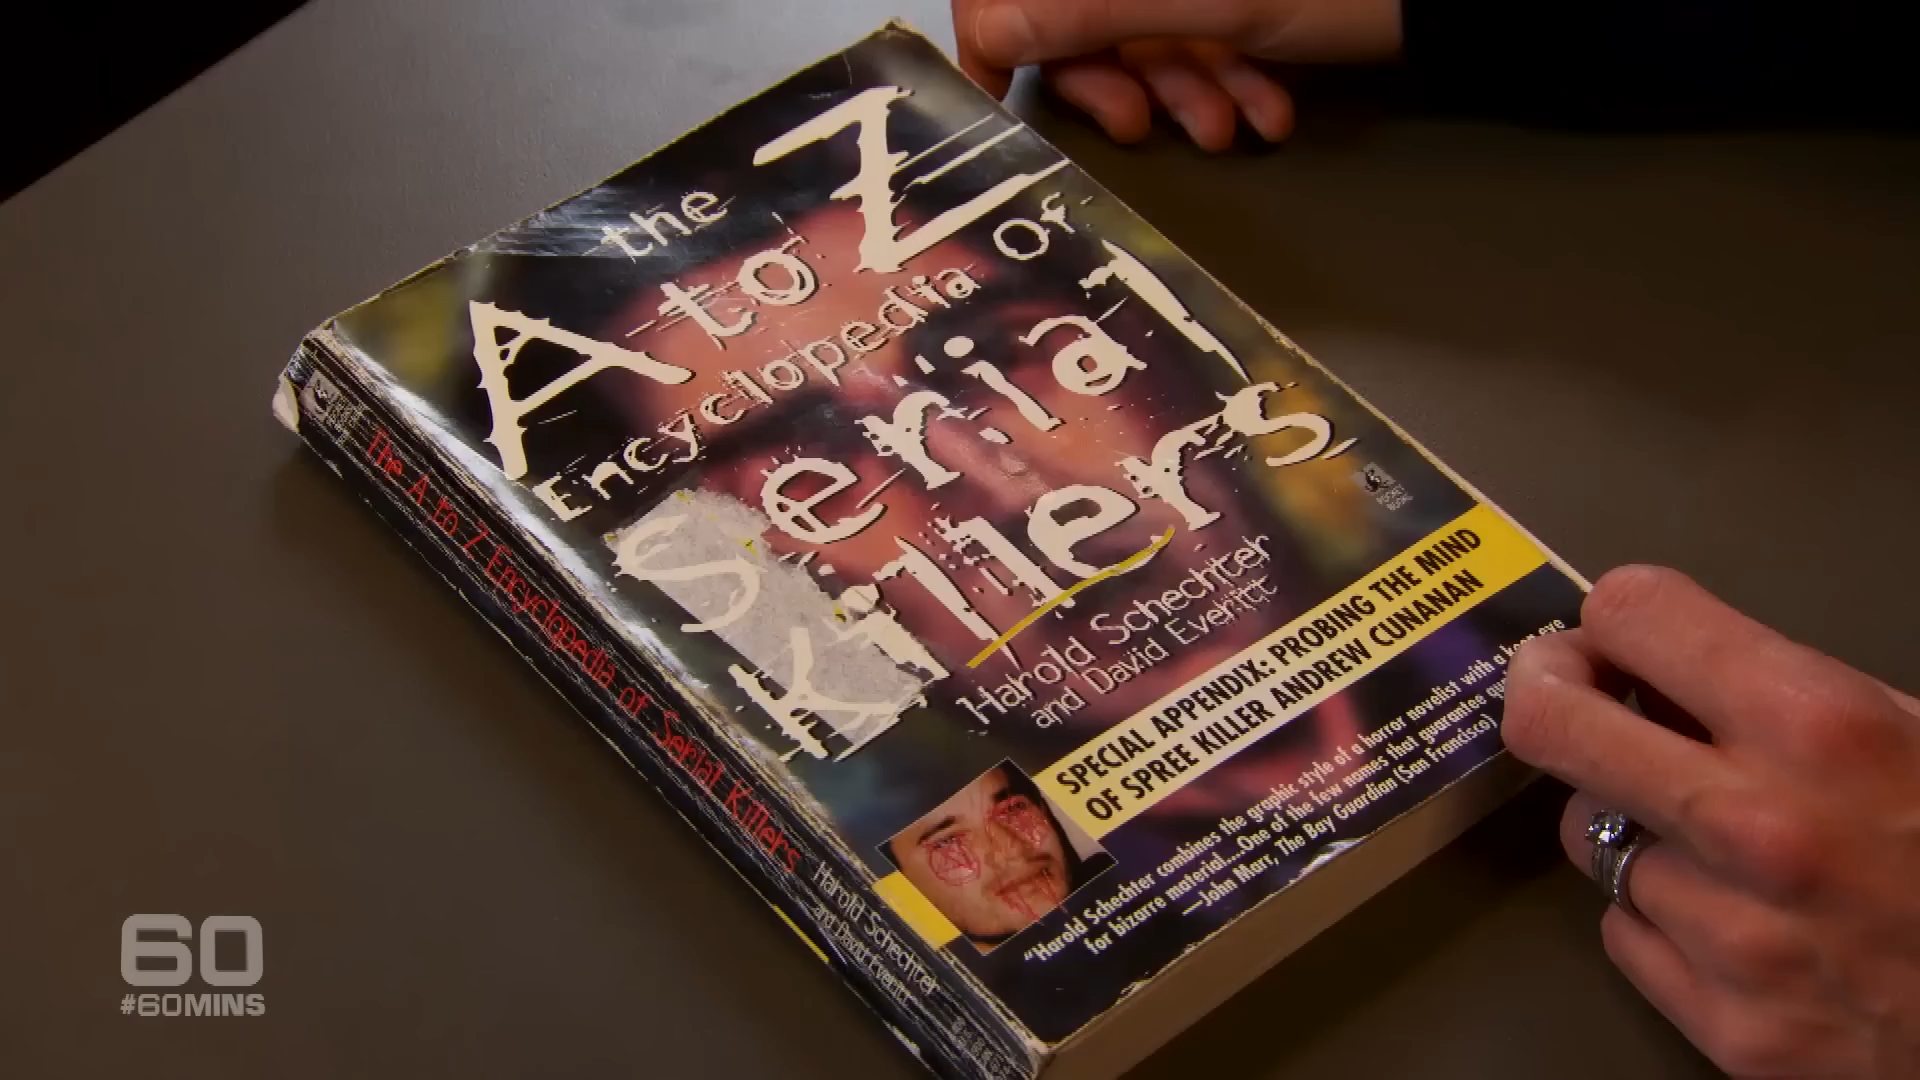 the
A to Z
Encyclopedia Of
Serial
Killers
Harold Schechter
and David Everitt
POCKET
BOOKS
SPECIAL APPENDIX: PROBING THE MIND
OF SPREE KILLER ANDREW CUNANAN
"Harold Schechter combines the graphic style of a horror novelist with a keen eye
for bizarre material....One of the few names that guarantee
—John Marr, The Bay Guardian (San Francisco)
The A to Z Encyclopedia of Serial Killers
Harold Schechter
and David Everitt
60
#60MINS